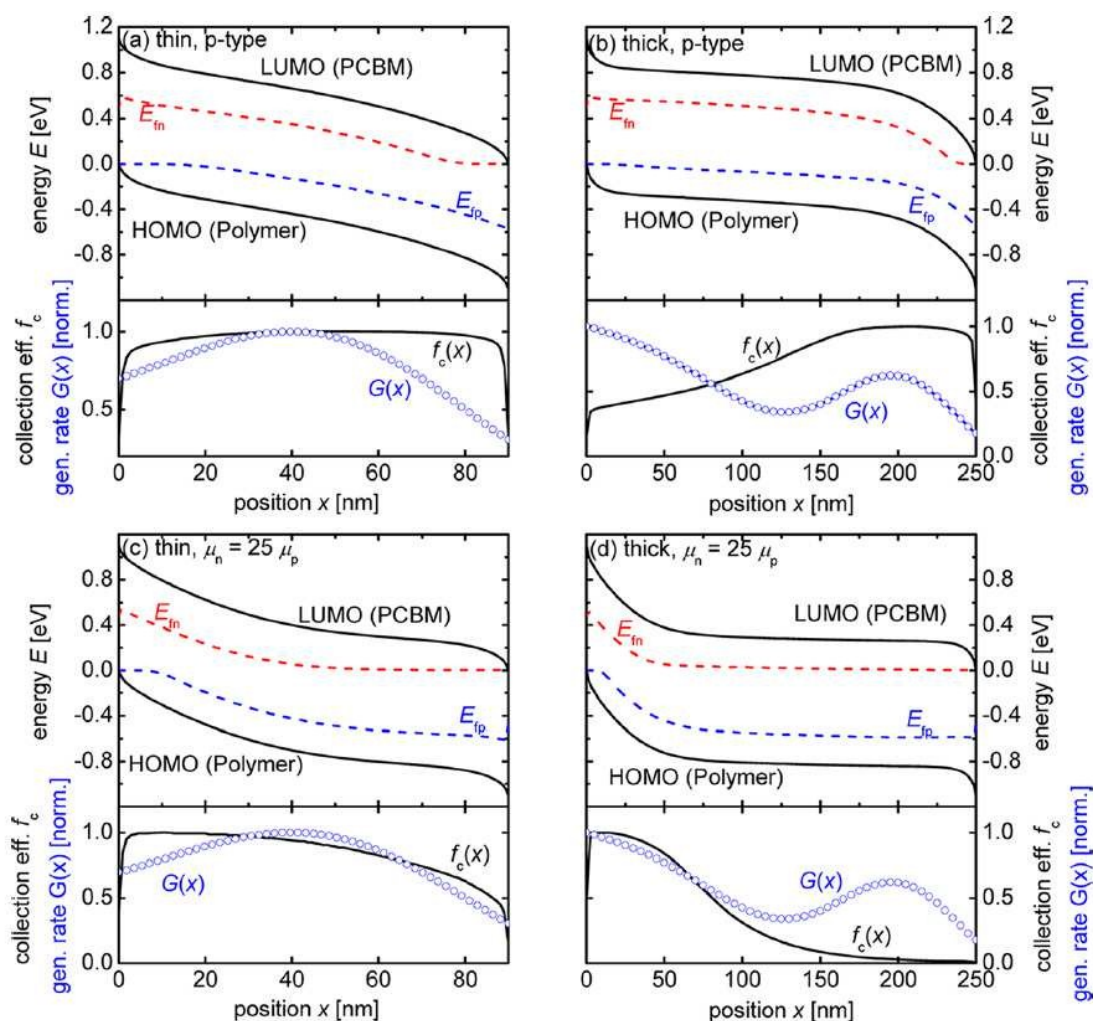 (a) thin, p-type
LUMO (PCBM)
E_fn
E_fp
HOMO (Polymer)
energy E [eV]
1.2
0.8
0.4
0.0
-0.4
-0.8
f_c(x)
G(x)
collection eff. f_c
gen. rate G(x) [norm.]
1.0
0.5
0 20 40 60 80
position x [nm]
(b) thick, p-type
LUMO (PCBM)
E_fn
E_fp
HOMO (Polymer)
1.2
0.8
0.4
0.0
-0.4
-0.8
energy E [eV]
f_c(x)
G(x)
1.0
0.5
collection eff. f_c
gen. rate G(x) [norm.]
0 50 100 150 200 250
position x [nm]
(c) thin, μ_n = 25 μ_p
LUMO (PCBM)
E_fn
E_fp
HOMO (Polymer)
energy E [eV]
0.8
0.4
0.0
-0.4
-0.8
f_c(x)
G(x)
collection eff. f_c
gen. rate G(x) [norm.]
1.0
0.5
0.0
0 20 40 60 80
position x [nm]
(d) thick, μ_n = 25 μ_p
LUMO (PCBM)
E_fn
E_fp
HOMO (Polymer)
0.8
0.4
0.0
-0.4
-0.8
energy E [eV]
G(x)
f_c(x)
1.0
0.5
0.0
collection eff. f_c
gen. rate G(x) [norm.]
0 50 100 150 200 250
position x [nm]